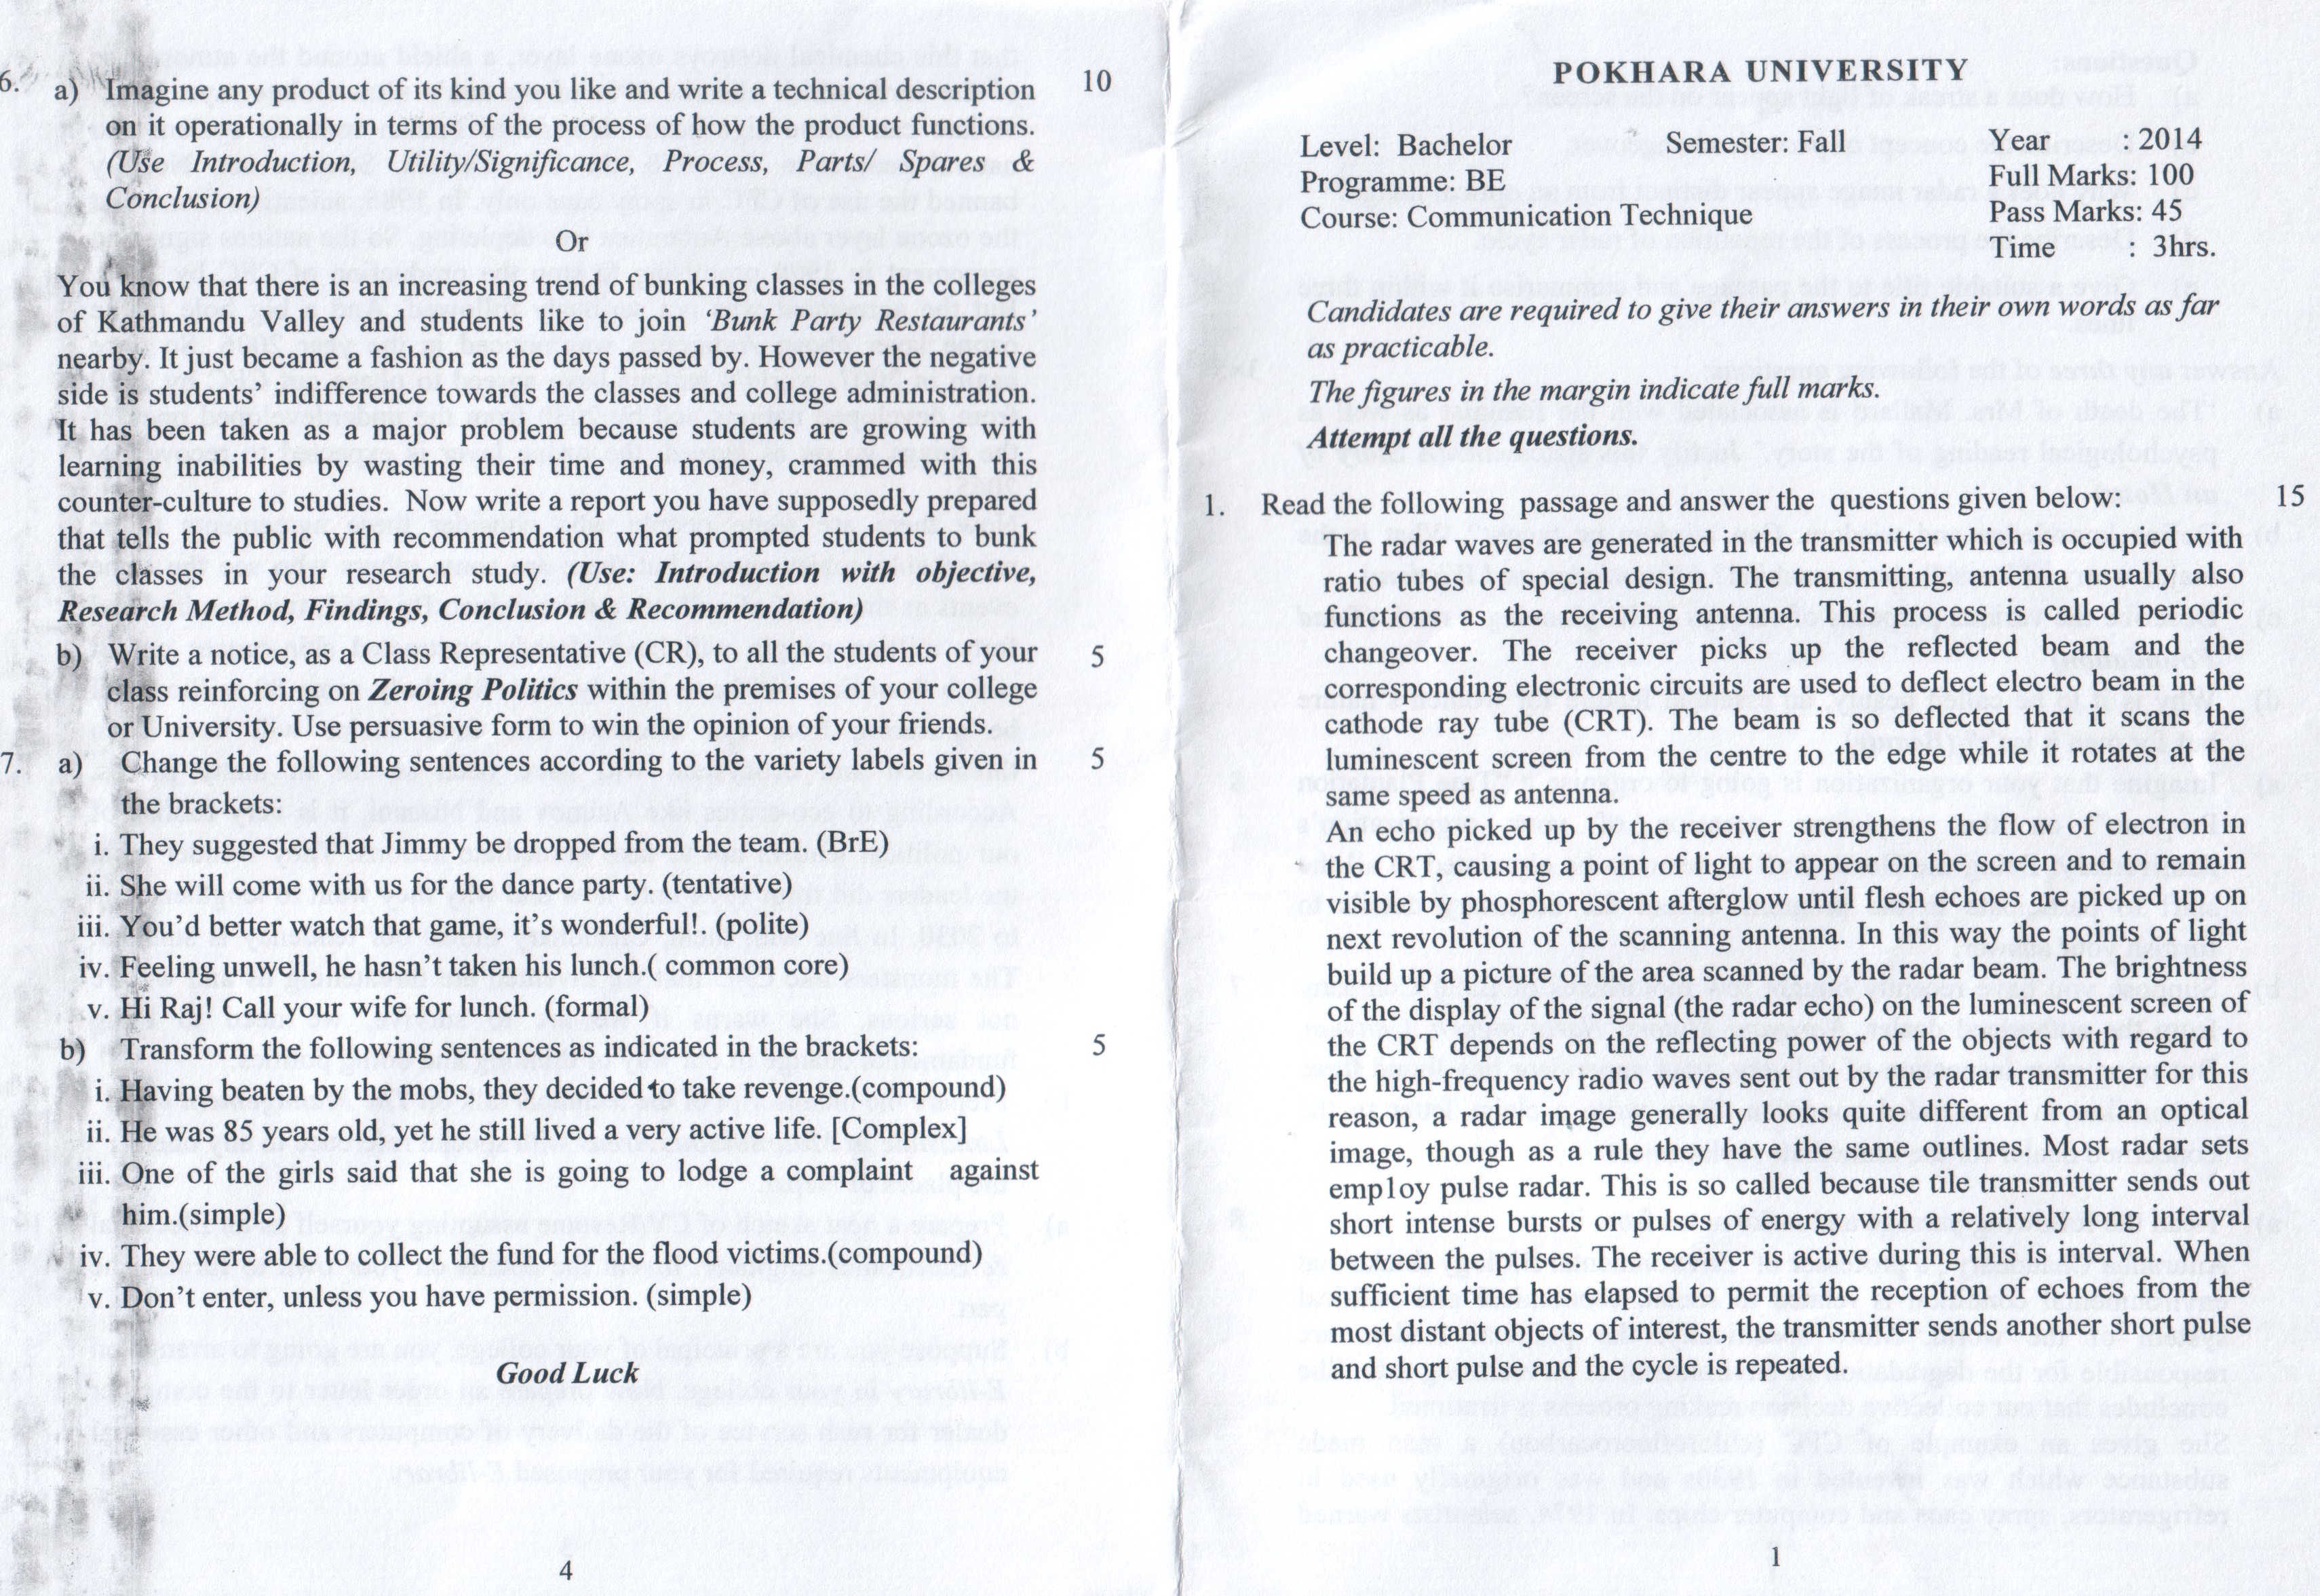 6. a) Imagine any product of its kind you like and write a technical description 10
on it operationally in terms of the process of how the product functions.
(Use Introduction, Utility/Significance, Process, Parts/ Spares &
Conclusion)
Or
You know that there is an increasing trend of bunking classes in the colleges
of Kathmandu Valley and students like to join ‘Bunk Party Restaurants’
nearby. It just became a fashion as the days passed by. However the negative
side is students’ indifference towards the classes and college administration.
It has been taken as a major problem because students are growing with
learning inabilities by wasting their time and money, crammed with this
counter-culture to studies. Now write a report you have supposedly prepared
that tells the public with recommendation what prompted students to bunk
the classes in your research study. (Use: Introduction with objective,
Research Method, Findings, Conclusion & Recommendation)
b) Write a notice, as a Class Representative (CR), to all the students of your 5
class reinforcing on Zeroing Politics within the premises of your college
or University. Use persuasive form to win the opinion of your friends.
7. a) Change the following sentences according to the variety labels given in 5
the brackets:
i. They suggested that Jimmy be dropped from the team. (BrE)
ii. She will come with us for the dance party. (tentative)
iii. You’d better watch that game, it’s wonderful!. (polite)
iv. Feeling unwell, he hasn’t taken his lunch.( common core)
v. Hi Raj! Call your wife for lunch. (formal)
b) Transform the following sentences as indicated in the brackets: 5
i. Having beaten by the mobs, they decided to take revenge.(compound)
ii. He was 85 years old, yet he still lived a very active life. [Complex]
iii. One of the girls said that she is going to lodge a complaint against
him.(simple)
iv. They were able to collect the fund for the flood victims.(compound)
v. Don’t enter, unless you have permission. (simple)
Good Luck
4
POKHARA UNIVERSITY
Level: Bachelor Semester: Fall Year : 2014
Programme: BE Full Marks: 100
Course: Communication Technique Pass Marks: 45
Time : 3hrs.
Candidates are required to give their answers in their own words as far
as practicable.
The figures in the margin indicate full marks.
Attempt all the questions.
1. Read the following passage and answer the questions given below: 15
The radar waves are generated in the transmitter which is occupied with
ratio tubes of special design. The transmitting, antenna usually also
functions as the receiving antenna. This process is called periodic
changeover. The receiver picks up the reflected beam and the
corresponding electronic circuits are used to deflect electro beam in the
cathode ray tube (CRT). The beam is so deflected that it scans the
luminescent screen from the centre to the edge while it rotates at the
same speed as antenna.
An echo picked up by the receiver strengthens the flow of electron in
the CRT, causing a point of light to appear on the screen and to remain
visible by phosphorescent afterglow until flesh echoes are picked up on
next revolution of the scanning antenna. In this way the points of light
build up a picture of the area scanned by the radar beam. The brightness
of the display of the signal (the radar echo) on the luminescent screen of
the CRT depends on the reflecting power of the objects with regard to
the high-frequency radio waves sent out by the radar transmitter for this
reason, a radar image generally looks quite different from an optical
image, though as a rule they have the same outlines. Most radar sets
employ pulse radar. This is so called because tile transmitter sends out
short intense bursts or pulses of energy with a relatively long interval
between the pulses. The receiver is active during this is interval. When
sufficient time has elapsed to permit the reception of echoes from the
most distant objects of interest, the transmitter sends another short pulse
and short pulse and the cycle is repeated.
1